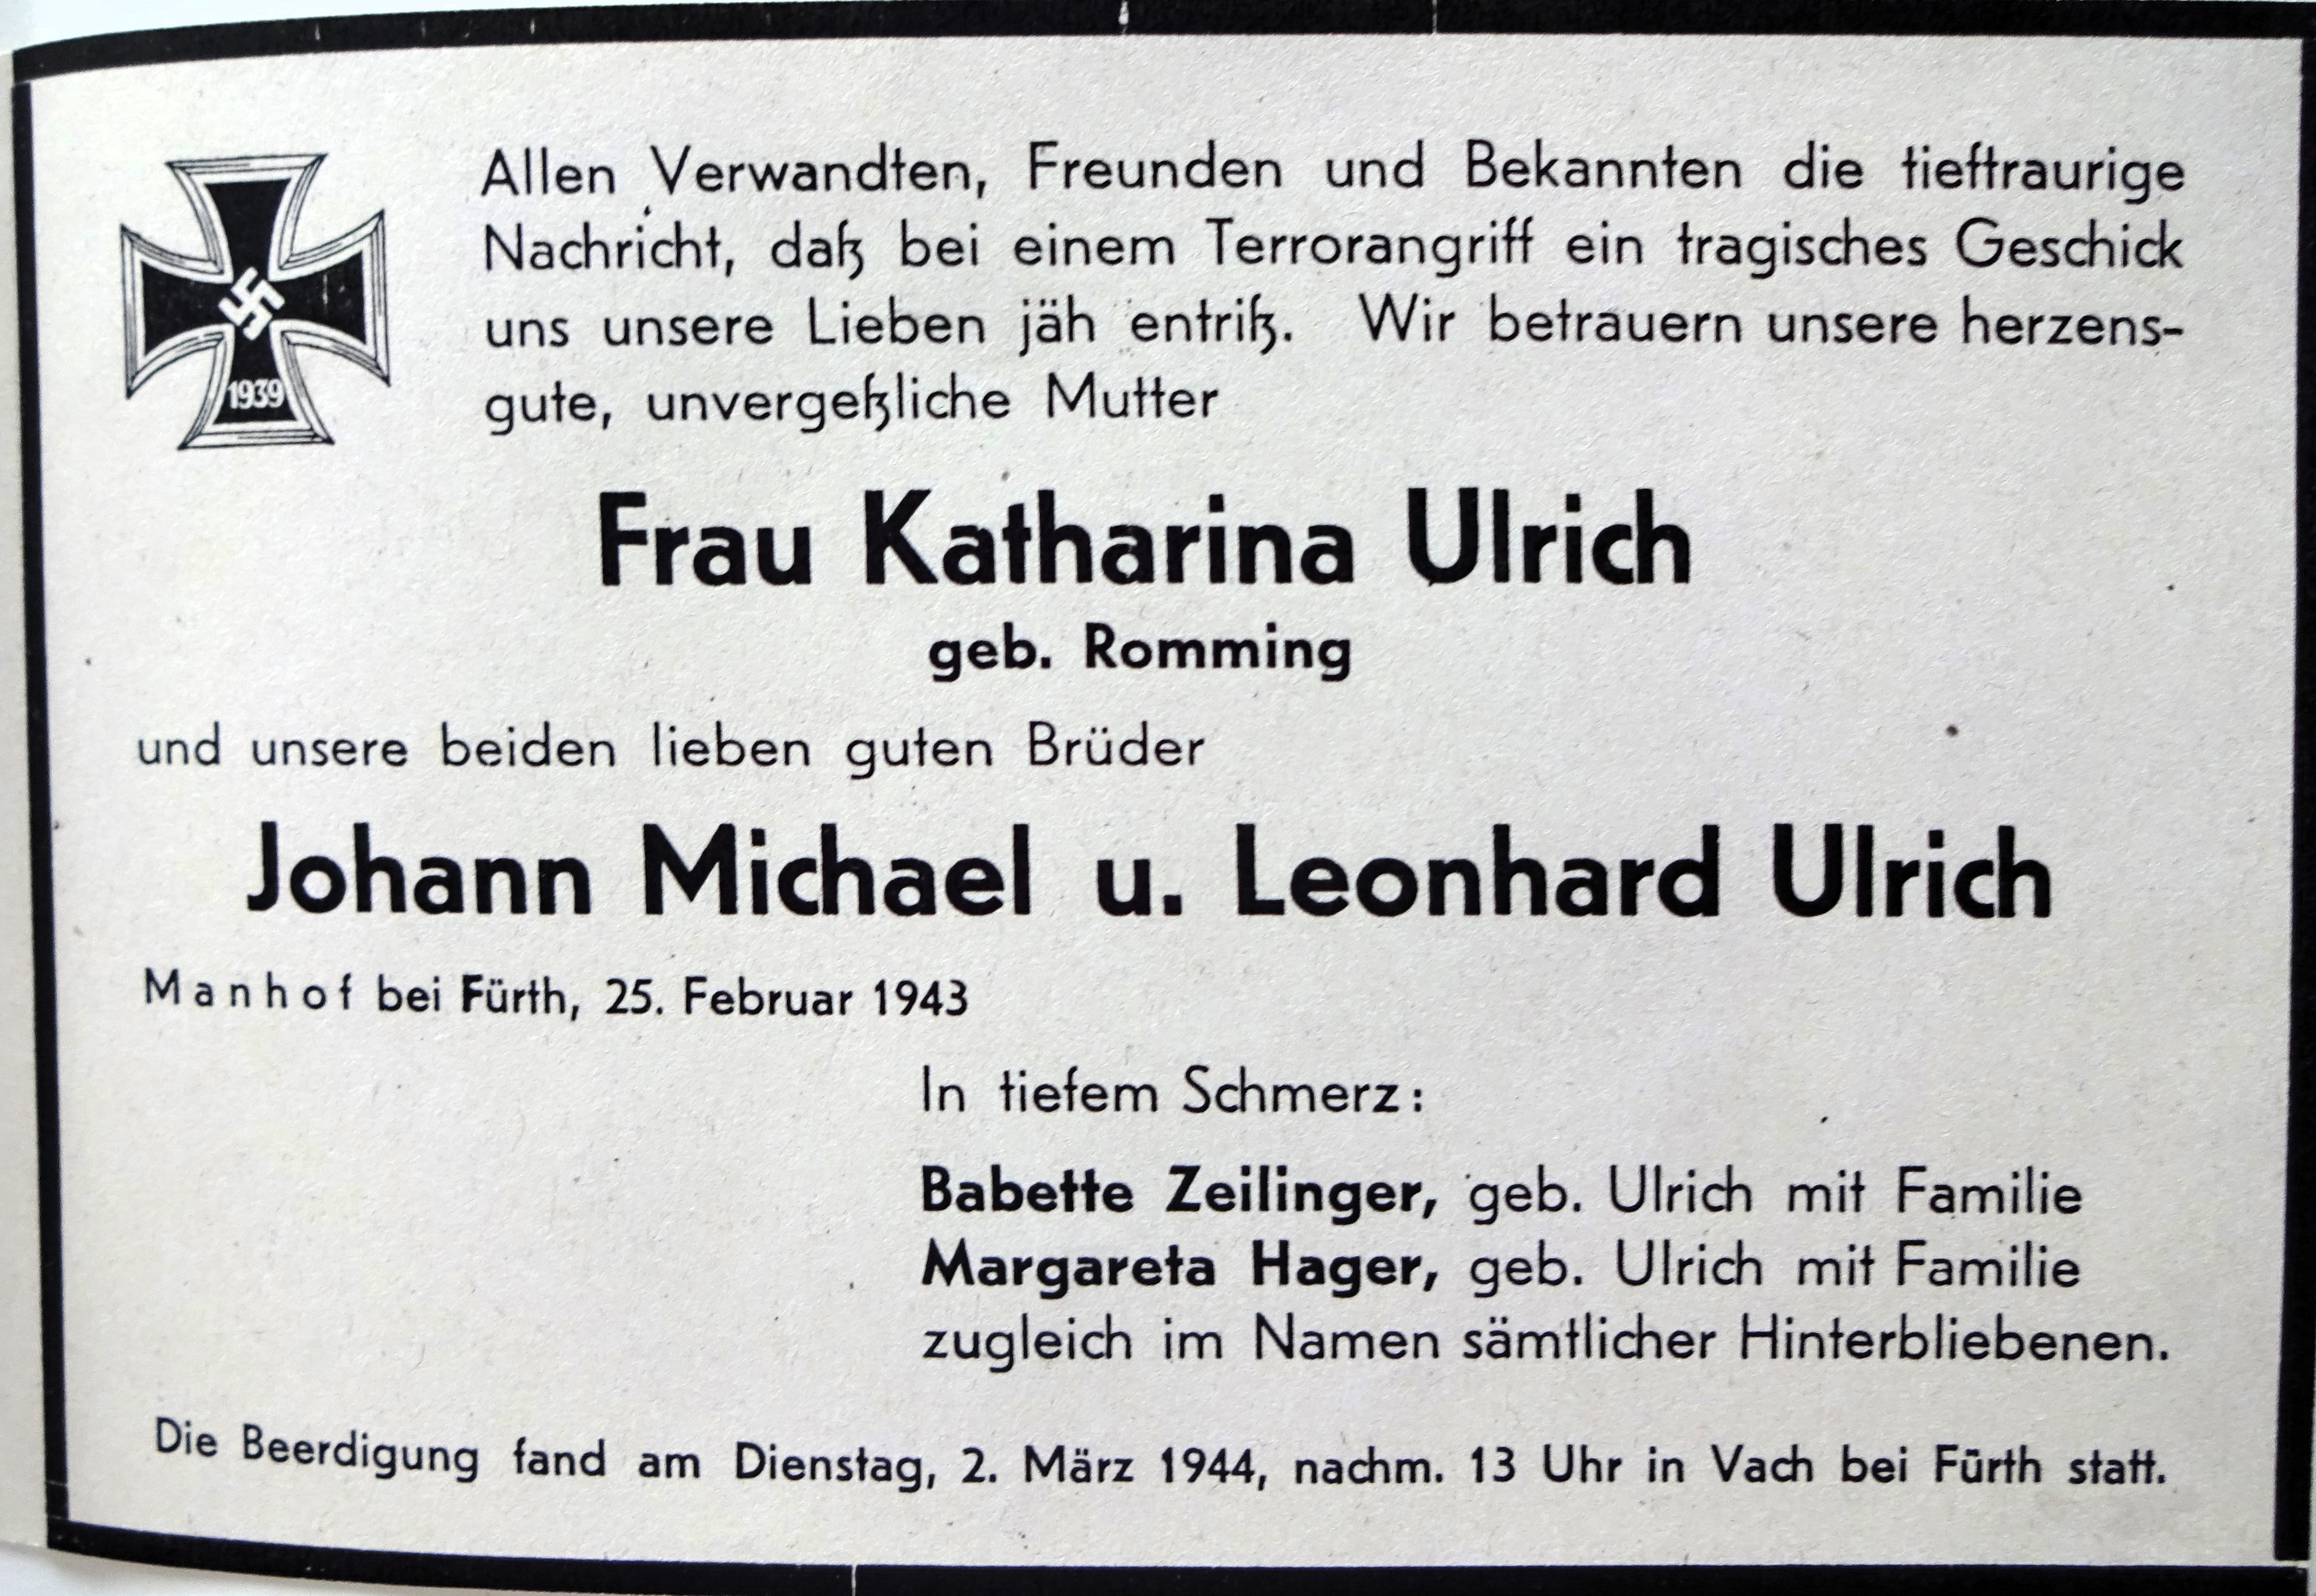 Allen Verwandten, Freunden und Bekannten die tieftraurige
Nachricht, daß bei einem Terrorangriff ein tragisches Geschick
uns unsere Lieben jäh entriß. Wir betrauern unsere herzens-
gute, unvergeßliche Mutter
1939
Frau Katharina Ulrich
geb. Romming
und unsere beiden lieben guten Brüder
Johann Michael u. Leonhard Ulrich
Manhof bei Fürth, 25. Februar 1943
In tiefem Schmerz:
Babette Zeilinger, geb. Ulrich mit Familie
Margareta Hager, geb. Ulrich mit Familie
zugleich im Namen sämtlicher Hinterbliebenen.
Die Beerdigung fand am Dienstag, 2. März 1944, nachm. 13 Uhr in Vach bei Fürth statt.